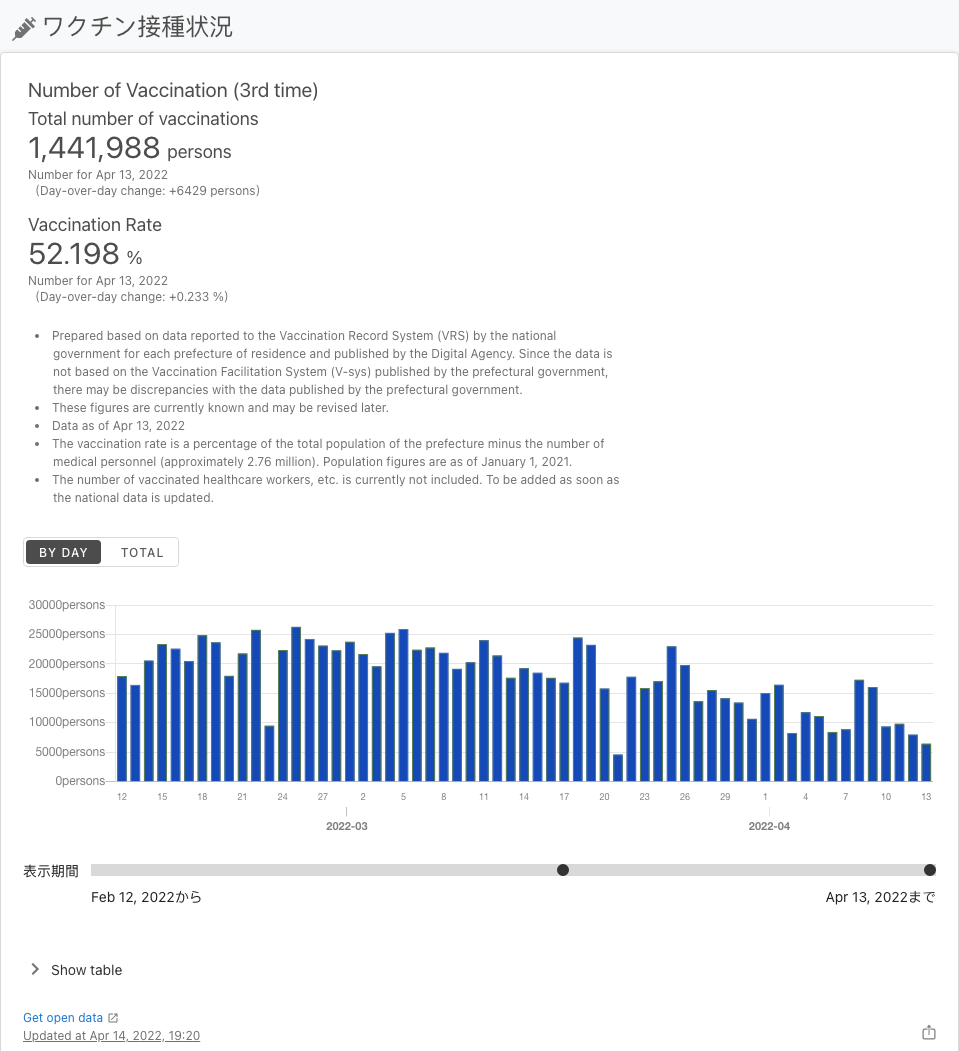 ワクチン接種状況
Number of Vaccination (3rd time)
Total number of vaccinations
1,441,988 persons
Number for Apr 13, 2022
(Day-over-day change: +6429 persons)
Vaccination Rate
52.198 %
Number for Apr 13, 2022
(Day-over-day change: +0.233 %)
• Prepared based on data reported to the Vaccination Record System (VRS) by the national
government for each prefecture of residence and published by the Digital Agency. Since the data is
not based on the Vaccination Facilitation System (V-sys) published by the prefectural government,
there may be discrepancies with the data published by the prefectural government.
• These figures are currently known and may be revised later.
• Data as of Apr 13, 2022
• The vaccination rate is a percentage of the total population of the prefecture minus the number of
medical personnel (approximately 2.76 million). Population figures are as of January 1, 2021.
• The number of vaccinated healthcare workers, etc. is currently not included. To be added as soon as
the national data is updated.
BY DAY TOTAL
30000persons
25000persons
20000persons
15000persons
10000persons
5000persons
0persons
12 15 18 21 24 27 2 5 8 11 14 17 20 23 26 29 1 4 7 10 13
2022-03 2022-04
表示期間
Feb 12, 2022から Apr 13, 2022まで
Show table
Get open data
Updated at Apr 14, 2022, 19:20